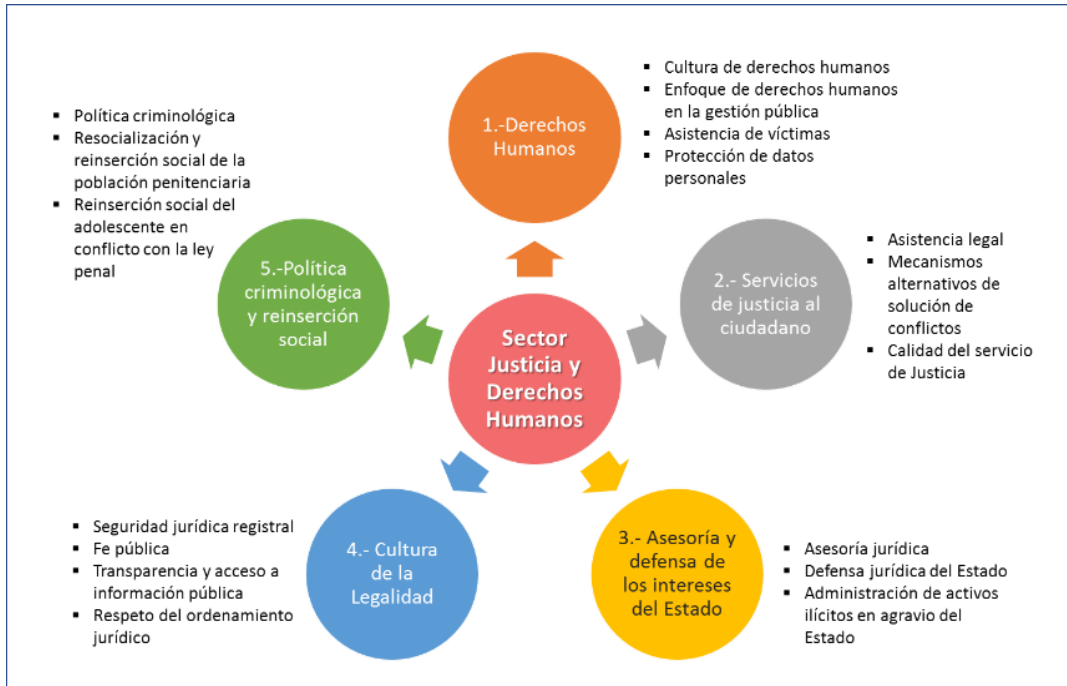 1.-Derechos
Humanos
▪ Cultura de derechos humanos
▪ Enfoque de derechos humanos
en la gestión pública
▪ Asistencia de víctimas
▪ Protección de datos
personales
2.- Servicios
de justicia al
ciudadano
▪ Asistencia legal
▪ Mecanismos
alternativos de
solución de
conflictos
▪ Calidad del servicio
de Justicia
3.- Asesoría y
defensa de
los intereses
del Estado
▪ Asesoría jurídica
▪ Defensa jurídica del Estado
▪ Administración de activos
ilícitos en agravio del
Estado
4.- Cultura
de la
Legalidad
▪ Seguridad jurídica registral
▪ Fe pública
▪ Transparencia y acceso a
información pública
▪ Respeto del ordenamiento
jurídico
5.-Política
criminológica
y reinserción
social
▪ Política criminológica
▪ Resocialización y
reinserción social de la
población penitenciaria
▪ Reinserción social del
adolescente en
conflicto con la ley
penal
Sector
Justicia y
Derechos
Humanos